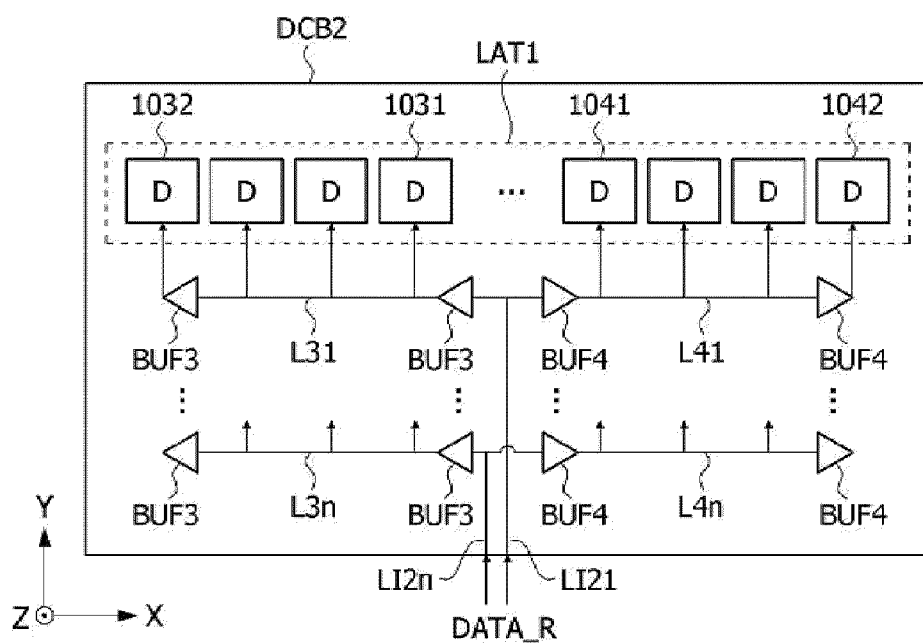 DCB2
LAT1
1032 1031 1041 1042
D D D D ... D D D D
BUF3 L31 BUF3 BUF4 L41 BUF4
BUF3 L3n BUF3 BUF4 L4n BUF4
Y
Z X
LI2n LI21
DATA_R